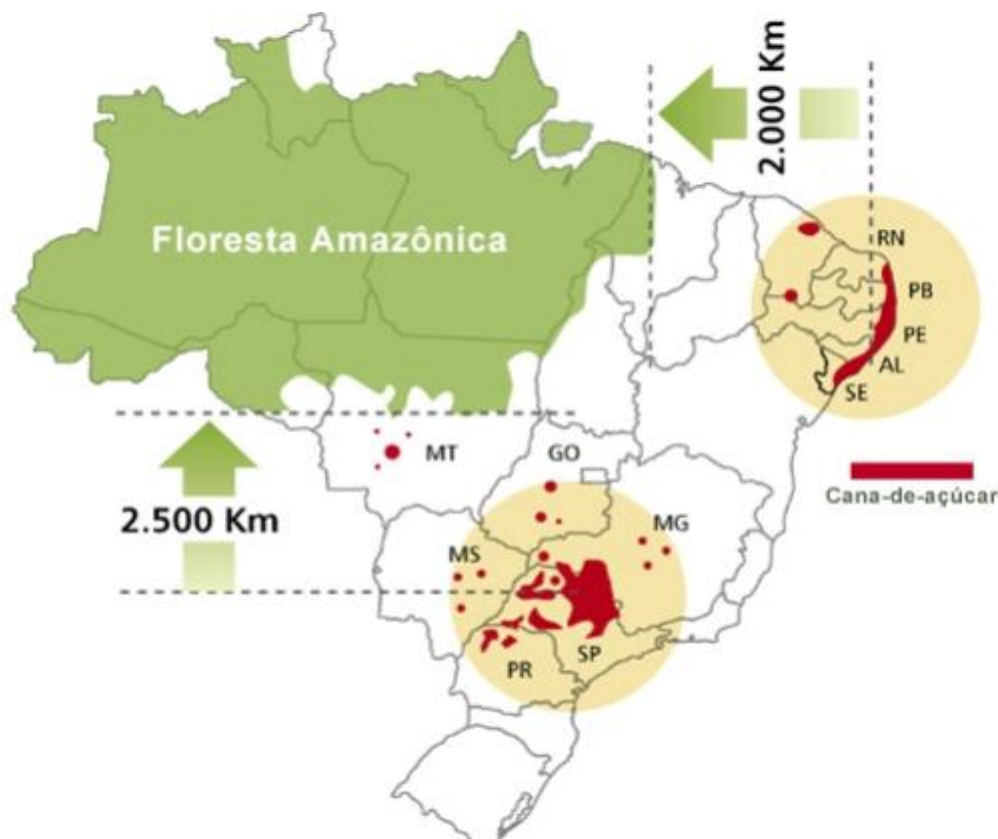 2.000 Km
Floresta Amazônica
RN
PB
PE
AL
SE
MT
GO
Cana-de-açúcar
2.500 Km
MG
MS
PR
SP